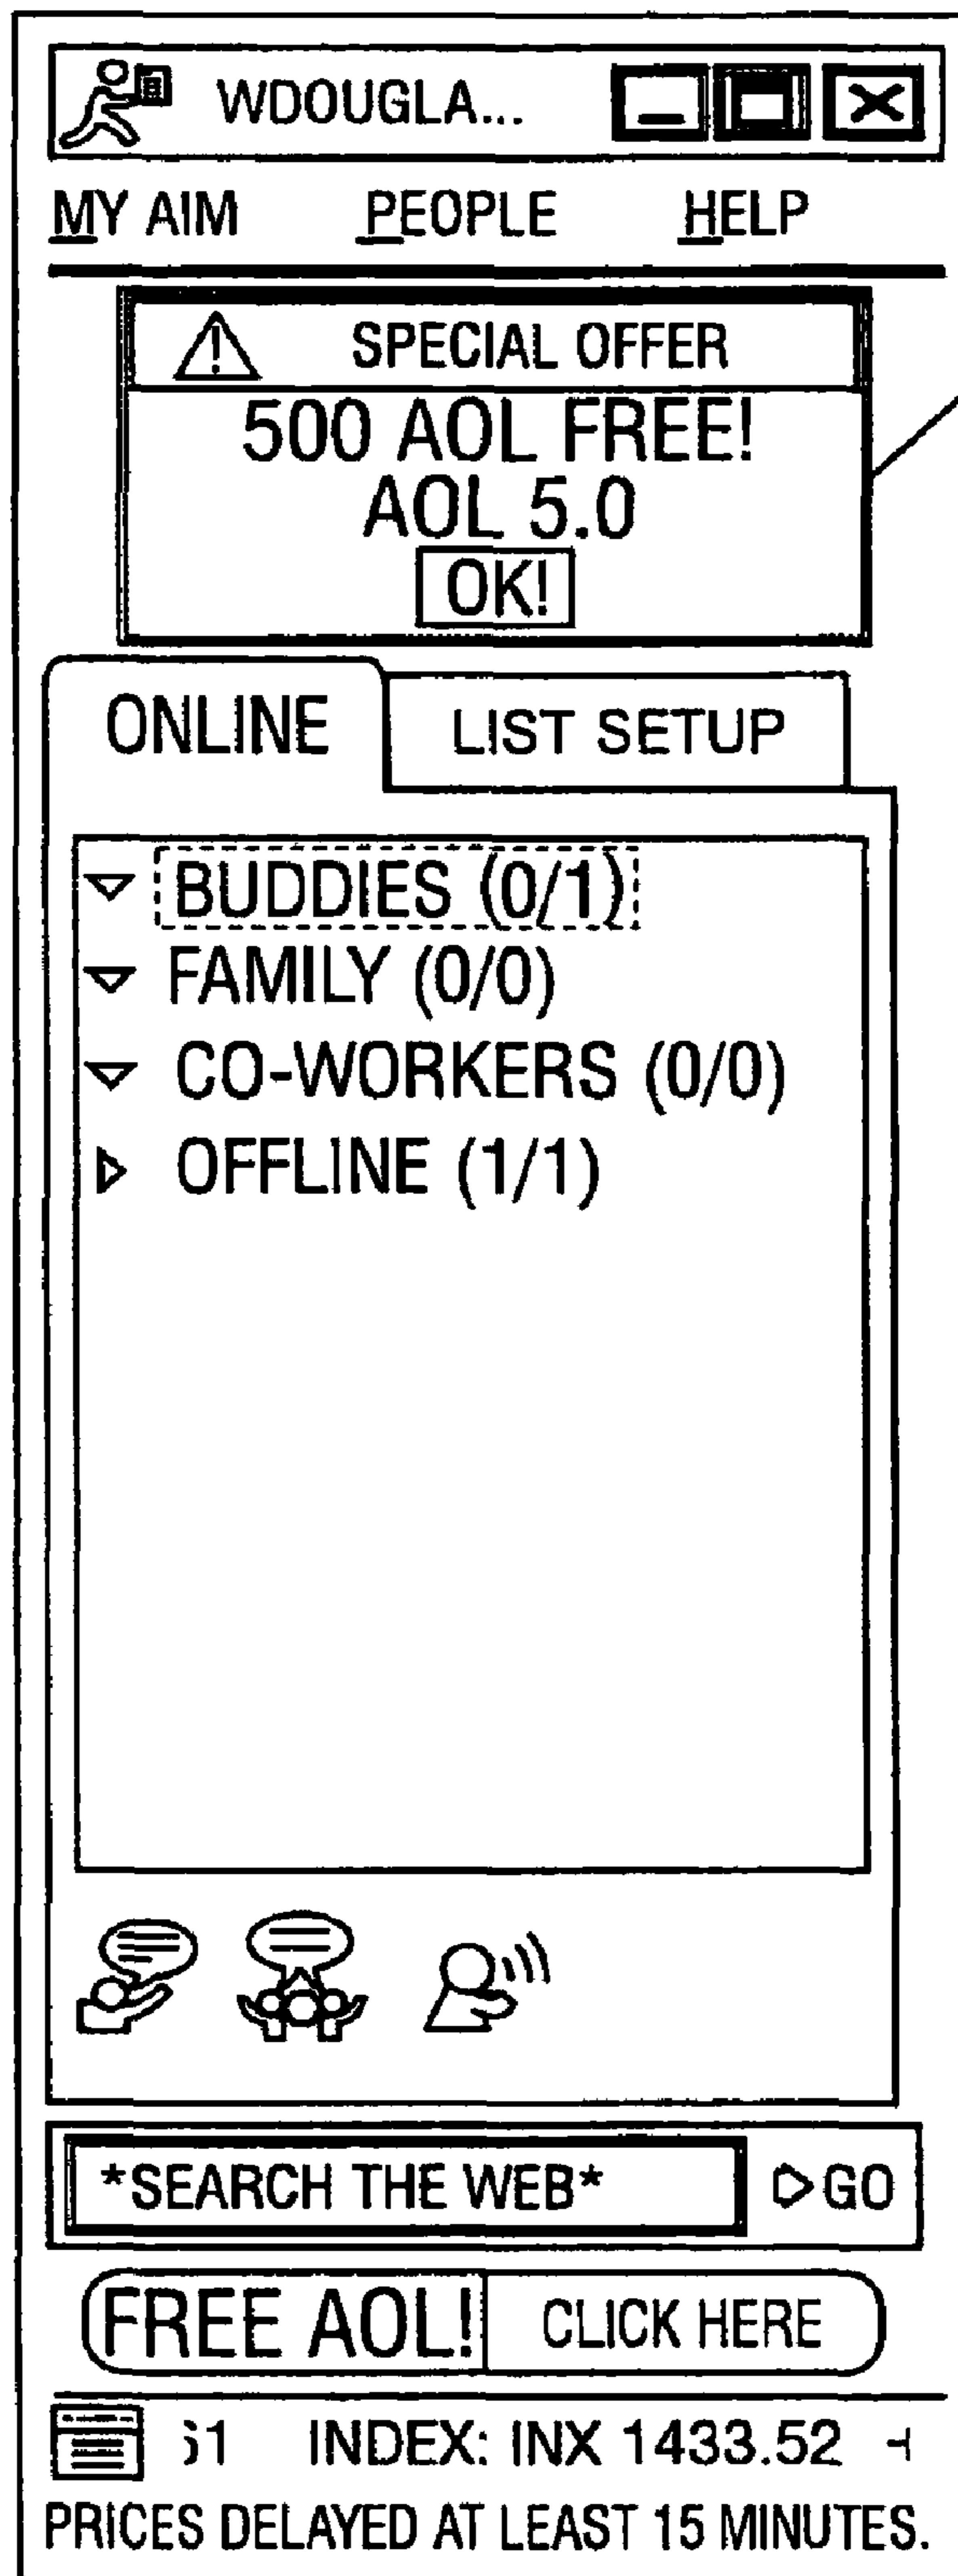 WDOUGLA...
MY AIM PEOPLE HELP
SPECIAL OFFER
500 AOL FREE!
AOL 5.0
OK!
ONLINE LIST SETUP
BUDDIES (0/1)
FAMILY (0/0)
CO-WORKERS (0/0)
OFFLINE (1/1)
*SEARCH THE WEB* GO
FREE AOL! CLICK HERE
INDEX: INX 1433.52
PRICES DELAYED AT LEAST 15 MINUTES.